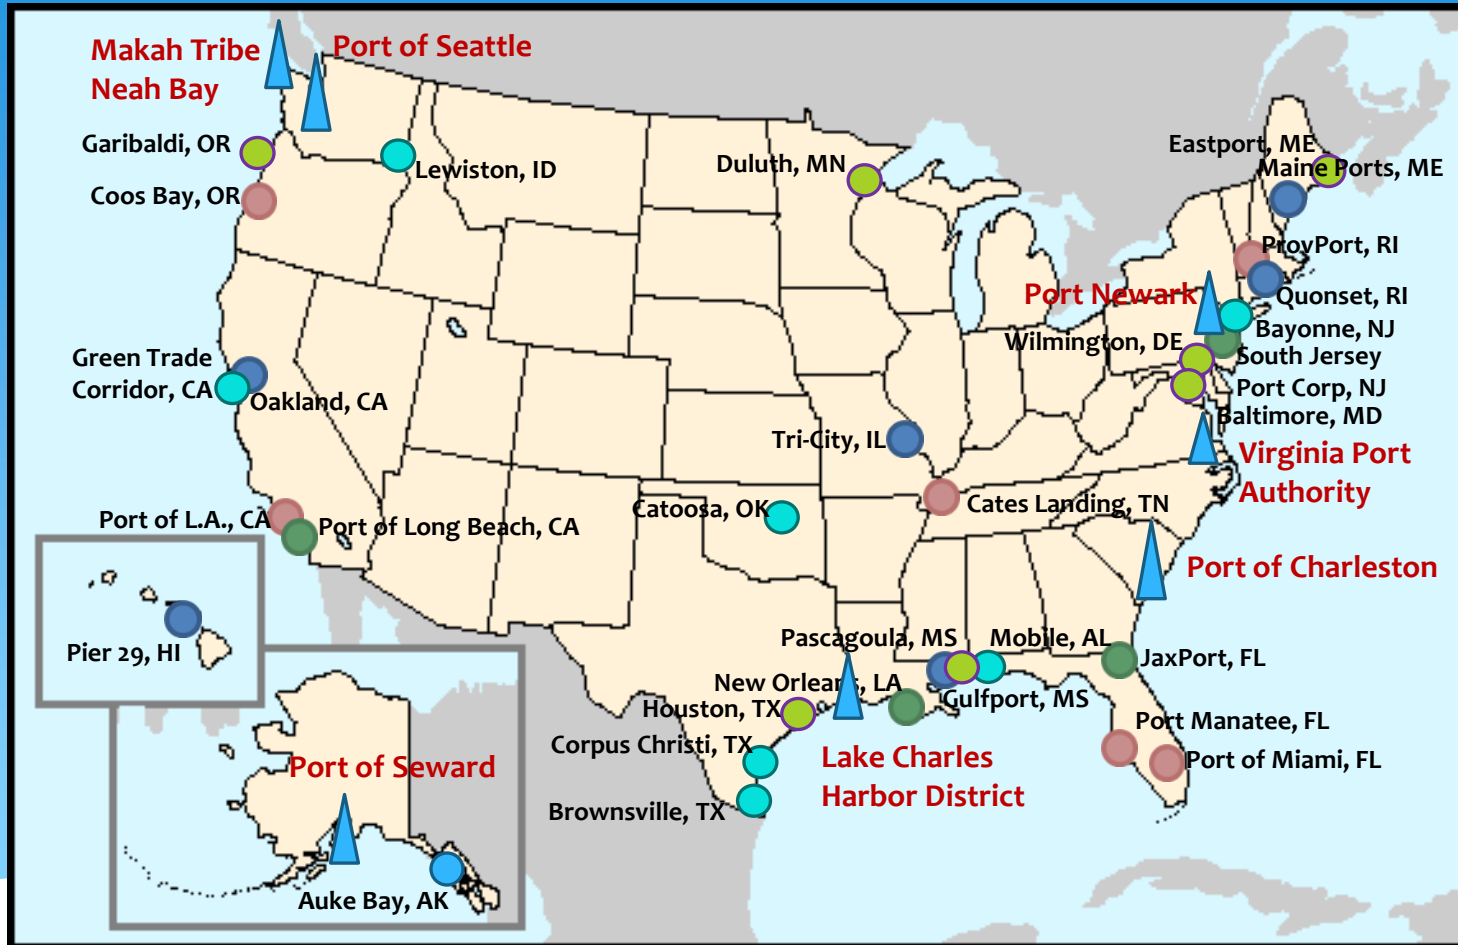 Makah Tribe
Neah Bay
Port of Seattle
Garibaldi, OR
Lewiston, ID
Coos Bay, OR
Duluth, MN
Eastport, ME
Maine Ports, ME
ProvPort, RI
Port Newark
Quonset, RI
Bayonne, NJ
Wilmington, DE
South Jersey
Port Corp, NJ
Baltimore, MD
Green Trade
Corridor, CA
Oakland, CA
Tri-City, IL
Virginia Port
Authority
Cates Landing, TN
Catoosa, OK
Port of L.A., CA
Port of Long Beach, CA
Port of Charleston
Pier 29, HI
Pascagoula, MS
Mobile, AL
JaxPort, FL
New Orleans, LA
Gulfport, MS
Houston, TX
Port Manatee, FL
Corpus Christi, TX
Port of Miami, FL
Lake Charles
Harbor District
Brownsville, TX
Port of Seward
Auke Bay, AK